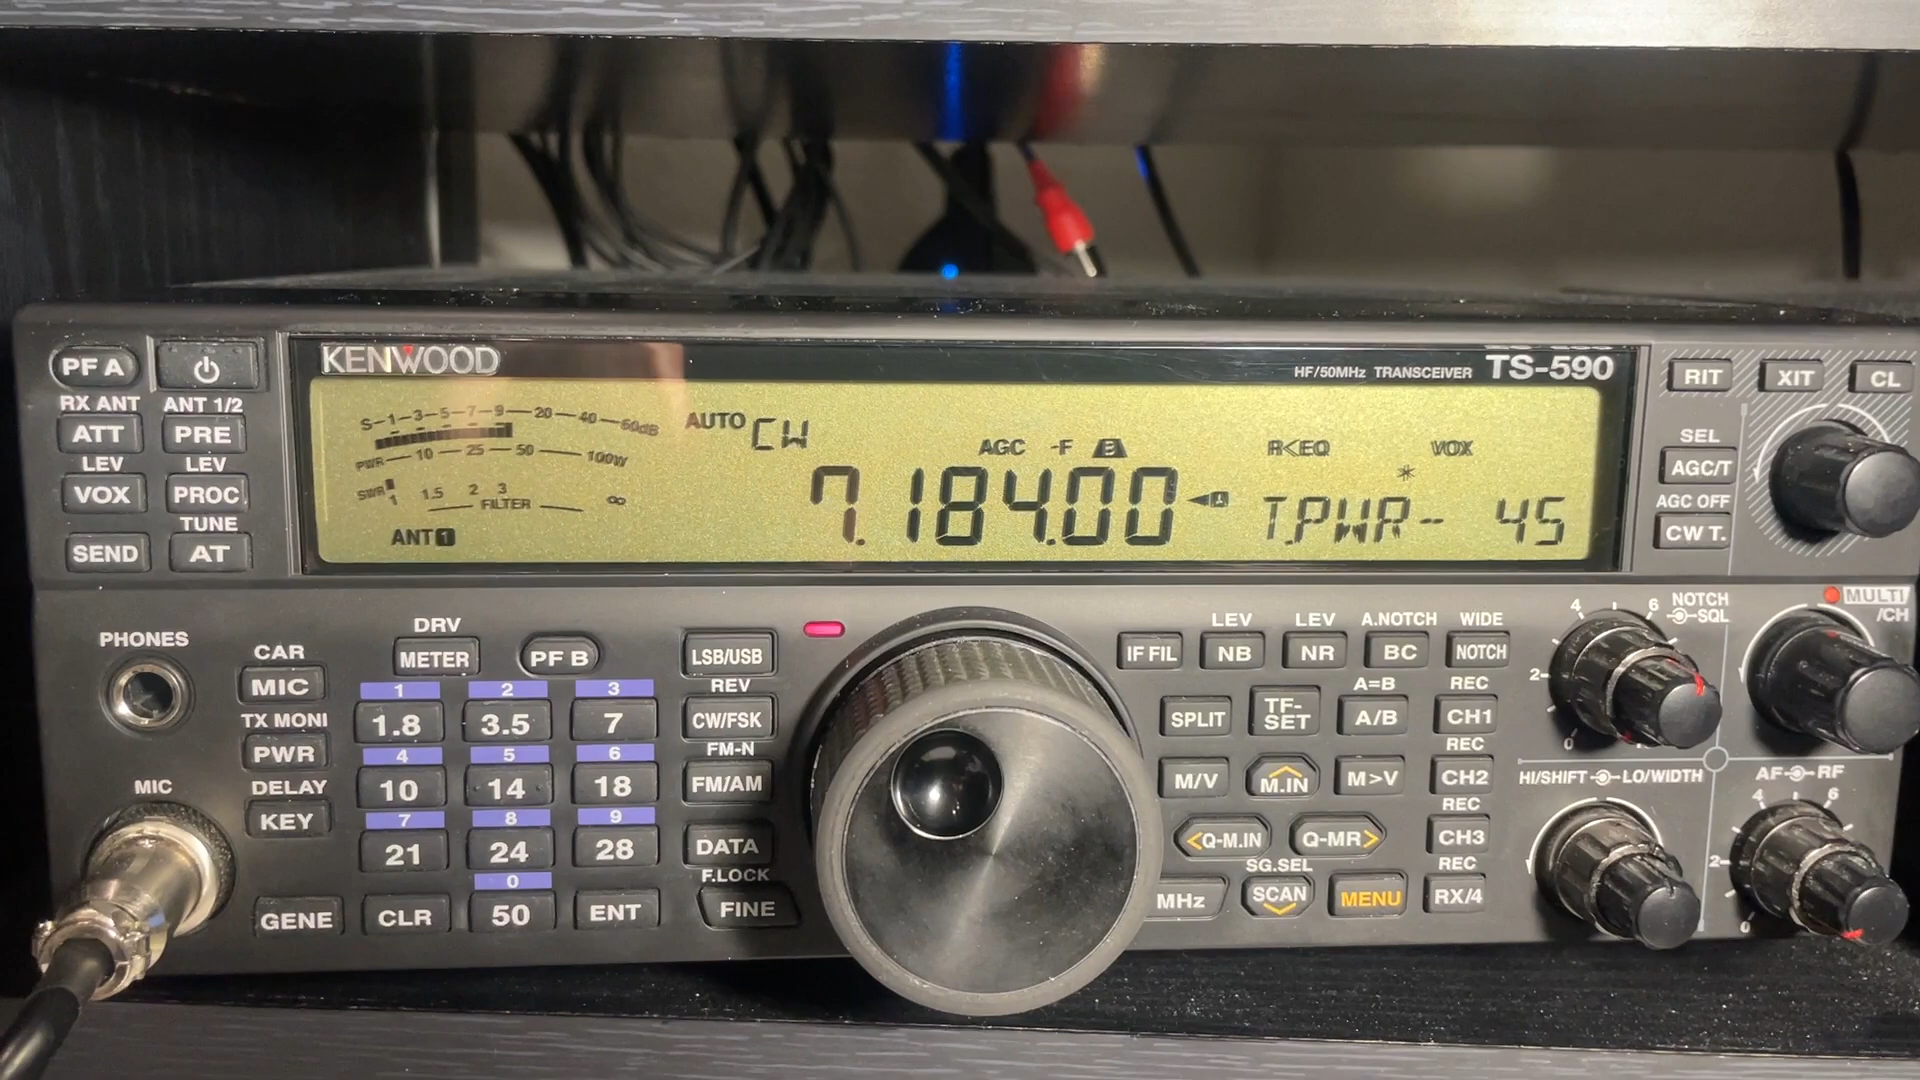 KENWOOD
HF/50MHz TRANSCEIVER TS-590
PF A
RX ANT ANT 1/2
ATT PRE
LEV LEV
VOX PROC
TUNE
SEND AT
S 1 3 5 7 9 20 40 60dB
PWR 10 25 50 100W
SWR 1 1.5 2 3 ∞
FILTER
ANT 1
AUTO CW
AGC -F
R<EQ VOX
7.184.00
T.PWR- 45
RIT XIT CL
SEL
AGC/T
AGC OFF
CW T.
PHONES
MIC
CAR
MIC
TX MONI
PWR
DELAY
KEY
GENE
DRV
METER PF B
1 2 3
1.8 3.5 7
4 5 6
10 14 18
7 8 9
21 24 28
0
CLR 50 ENT
LSB/USB
REV
CW/FSK
FM-N
FM/AM
DATA
F.LOCK
FINE
LEV LEV A.NOTCH WIDE
IF FIL NB NR BC NOTCH
A=B REC
SPLIT TF-SET A/B CH1
REC
M/V M.IN M>V CH2
REC
<Q-M.IN Q-MR> CH3
SG.SEL REC
MHz SCAN MENU RX/4
NOTCH
SQL
4 6
2
0
MULTI
/CH
HI/SHIFT LO/WIDTH
AF RF
4 6
2
0